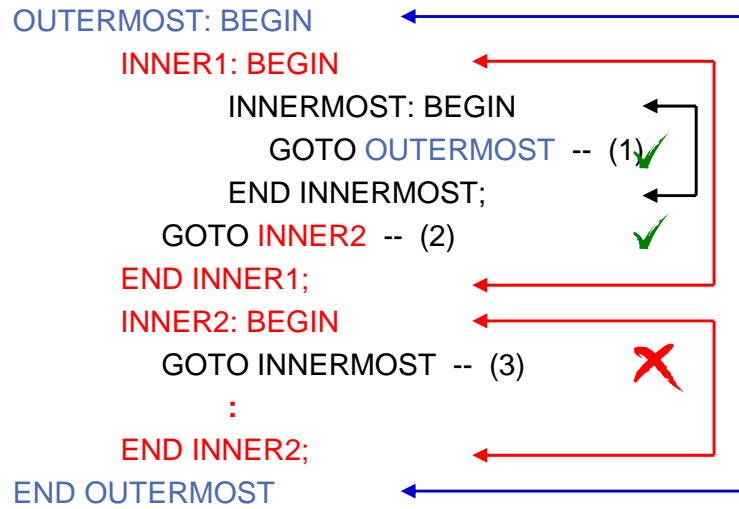 OUTERMOST: BEGIN
INNER1: BEGIN
INNERMOST: BEGIN
GOTO OUTERMOST -- (1)
END INNERMOST;
GOTO INNER2 -- (2)
END INNER1;
INNER2: BEGIN
GOTO INNERMOST -- (3)
:
END INNER2;
END OUTERMOST